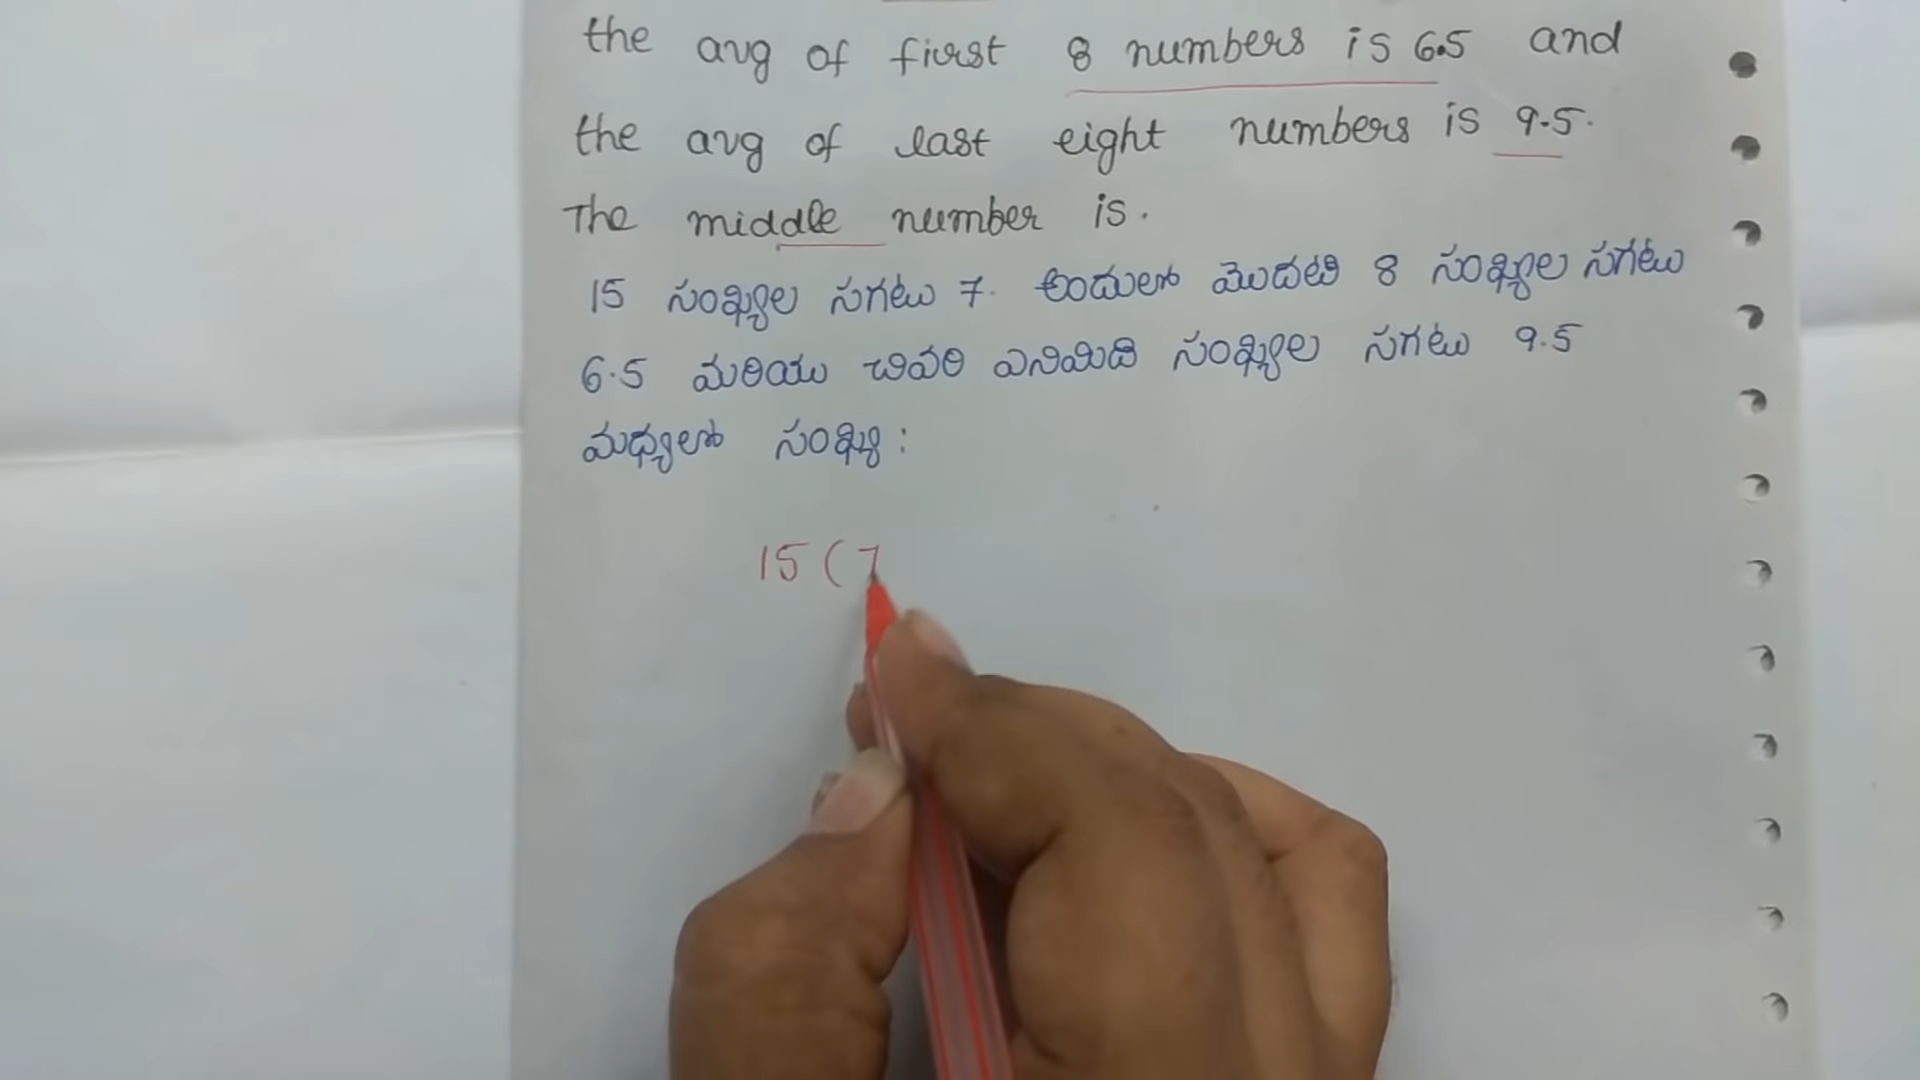 the avg of first 8 numbers is 6.5 and
the avg of last eight numbers is 9.5.
The middle number is.
15 సంఖ్యల సగటు 7. అందులో మొదటి 8 సంఖ్యల సగటు
6.5 మరియు చివరి ఎనిమిది సంఖ్యల సగటు 9.5
మధ్యలో సంఖ్య :
15 ( 7